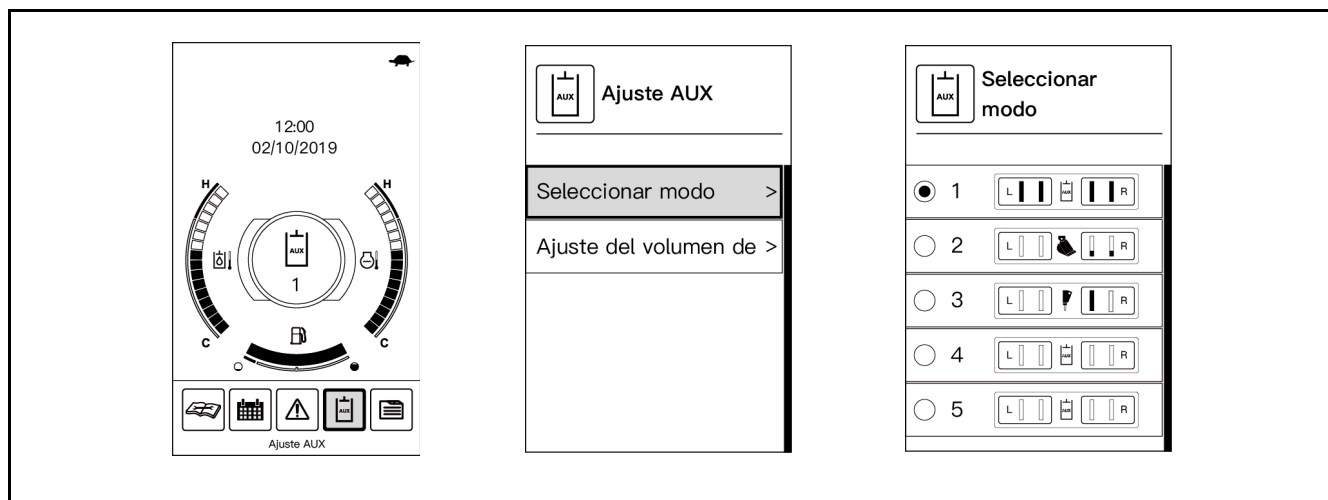 12:00
02/10/2019
H
H
AUX
1
C
C
AUX
Ajuste AUX
AUX
Ajuste AUX
Seleccionar modo >
Ajuste del volumen de >
AUX
Seleccionar
modo
1 L AUX R
2 L R
3 L R
4 L AUX R
5 L AUX R